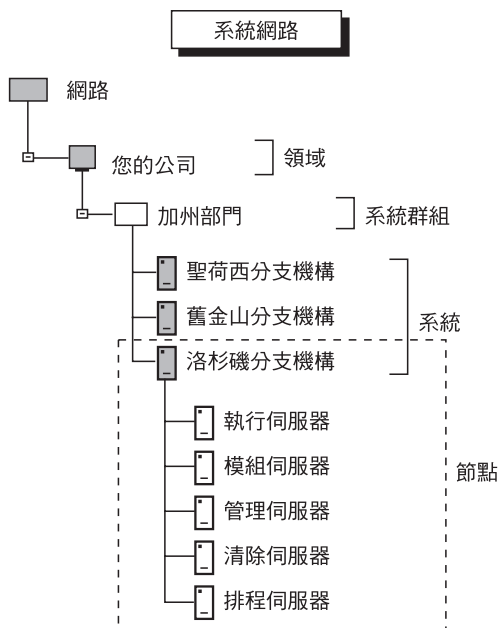 系統網路
網路
您的公司
領域
加州部門
系統群組
聖荷西分支機構
舊金山分支機構
系統
洛杉磯分支機構
執行伺服器
模組伺服器
節點
管理伺服器
清除伺服器
排程伺服器